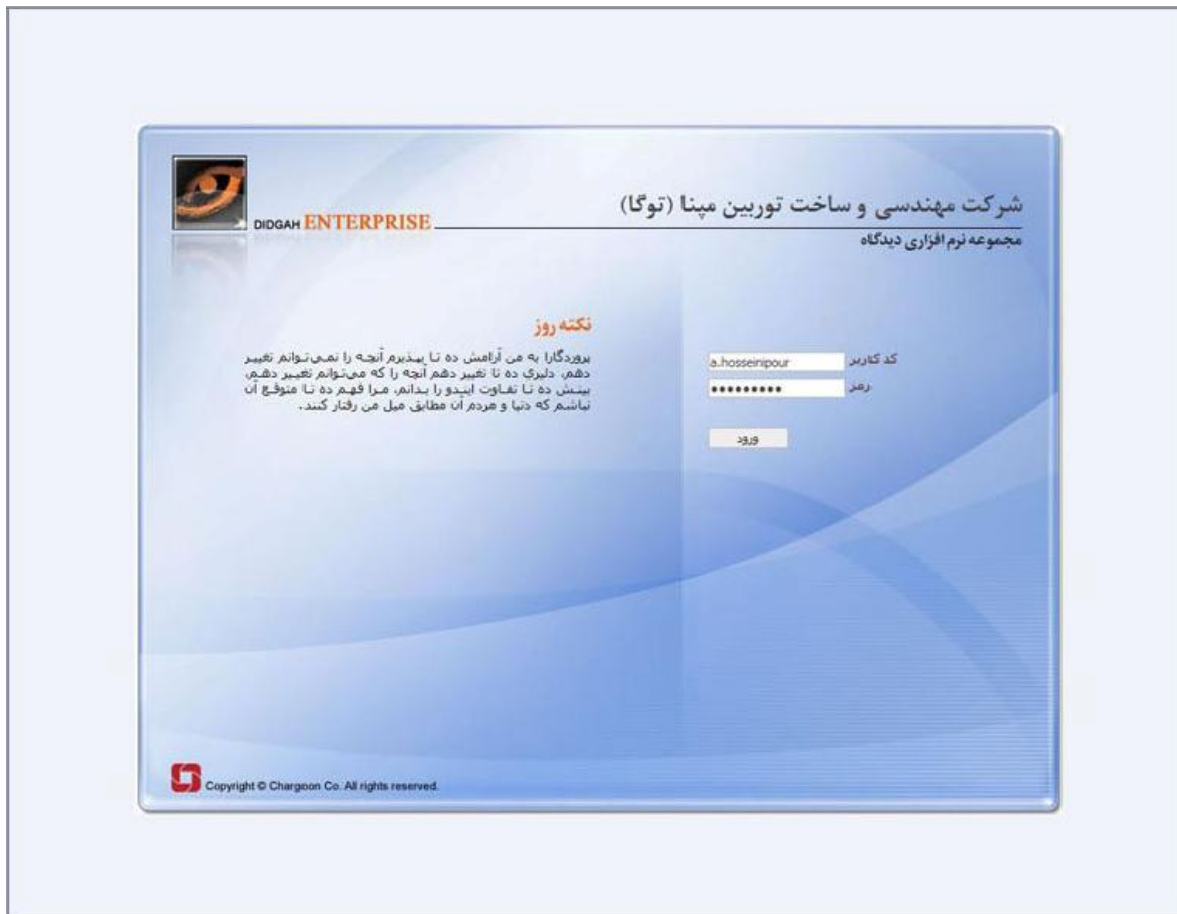 DIDGAH ENTERPRISE
شرکت مهندسی و ساخت توربین مپنا (توگا)
مجموعه نرم افزاری دیدگاه
نکته روز
پروردگارا به من آرامش ده تا بپذیرم آنچه را نمی‌توانم تغییر
دهم، دلیری ده تا تغییر دهم آنچه را که می‌توانم تغییر دهم،
بینش ده تا تفاوت ایندو را بدانم، مرا فهم ده تا متوقع آن
نباشم که دنیا و مردم آن مطابق میل من رفتار کنند.
کد کاربر a.hosseinipour
رمز •••••••••
ورود
Copyright © Chargoon Co. All rights reserved.